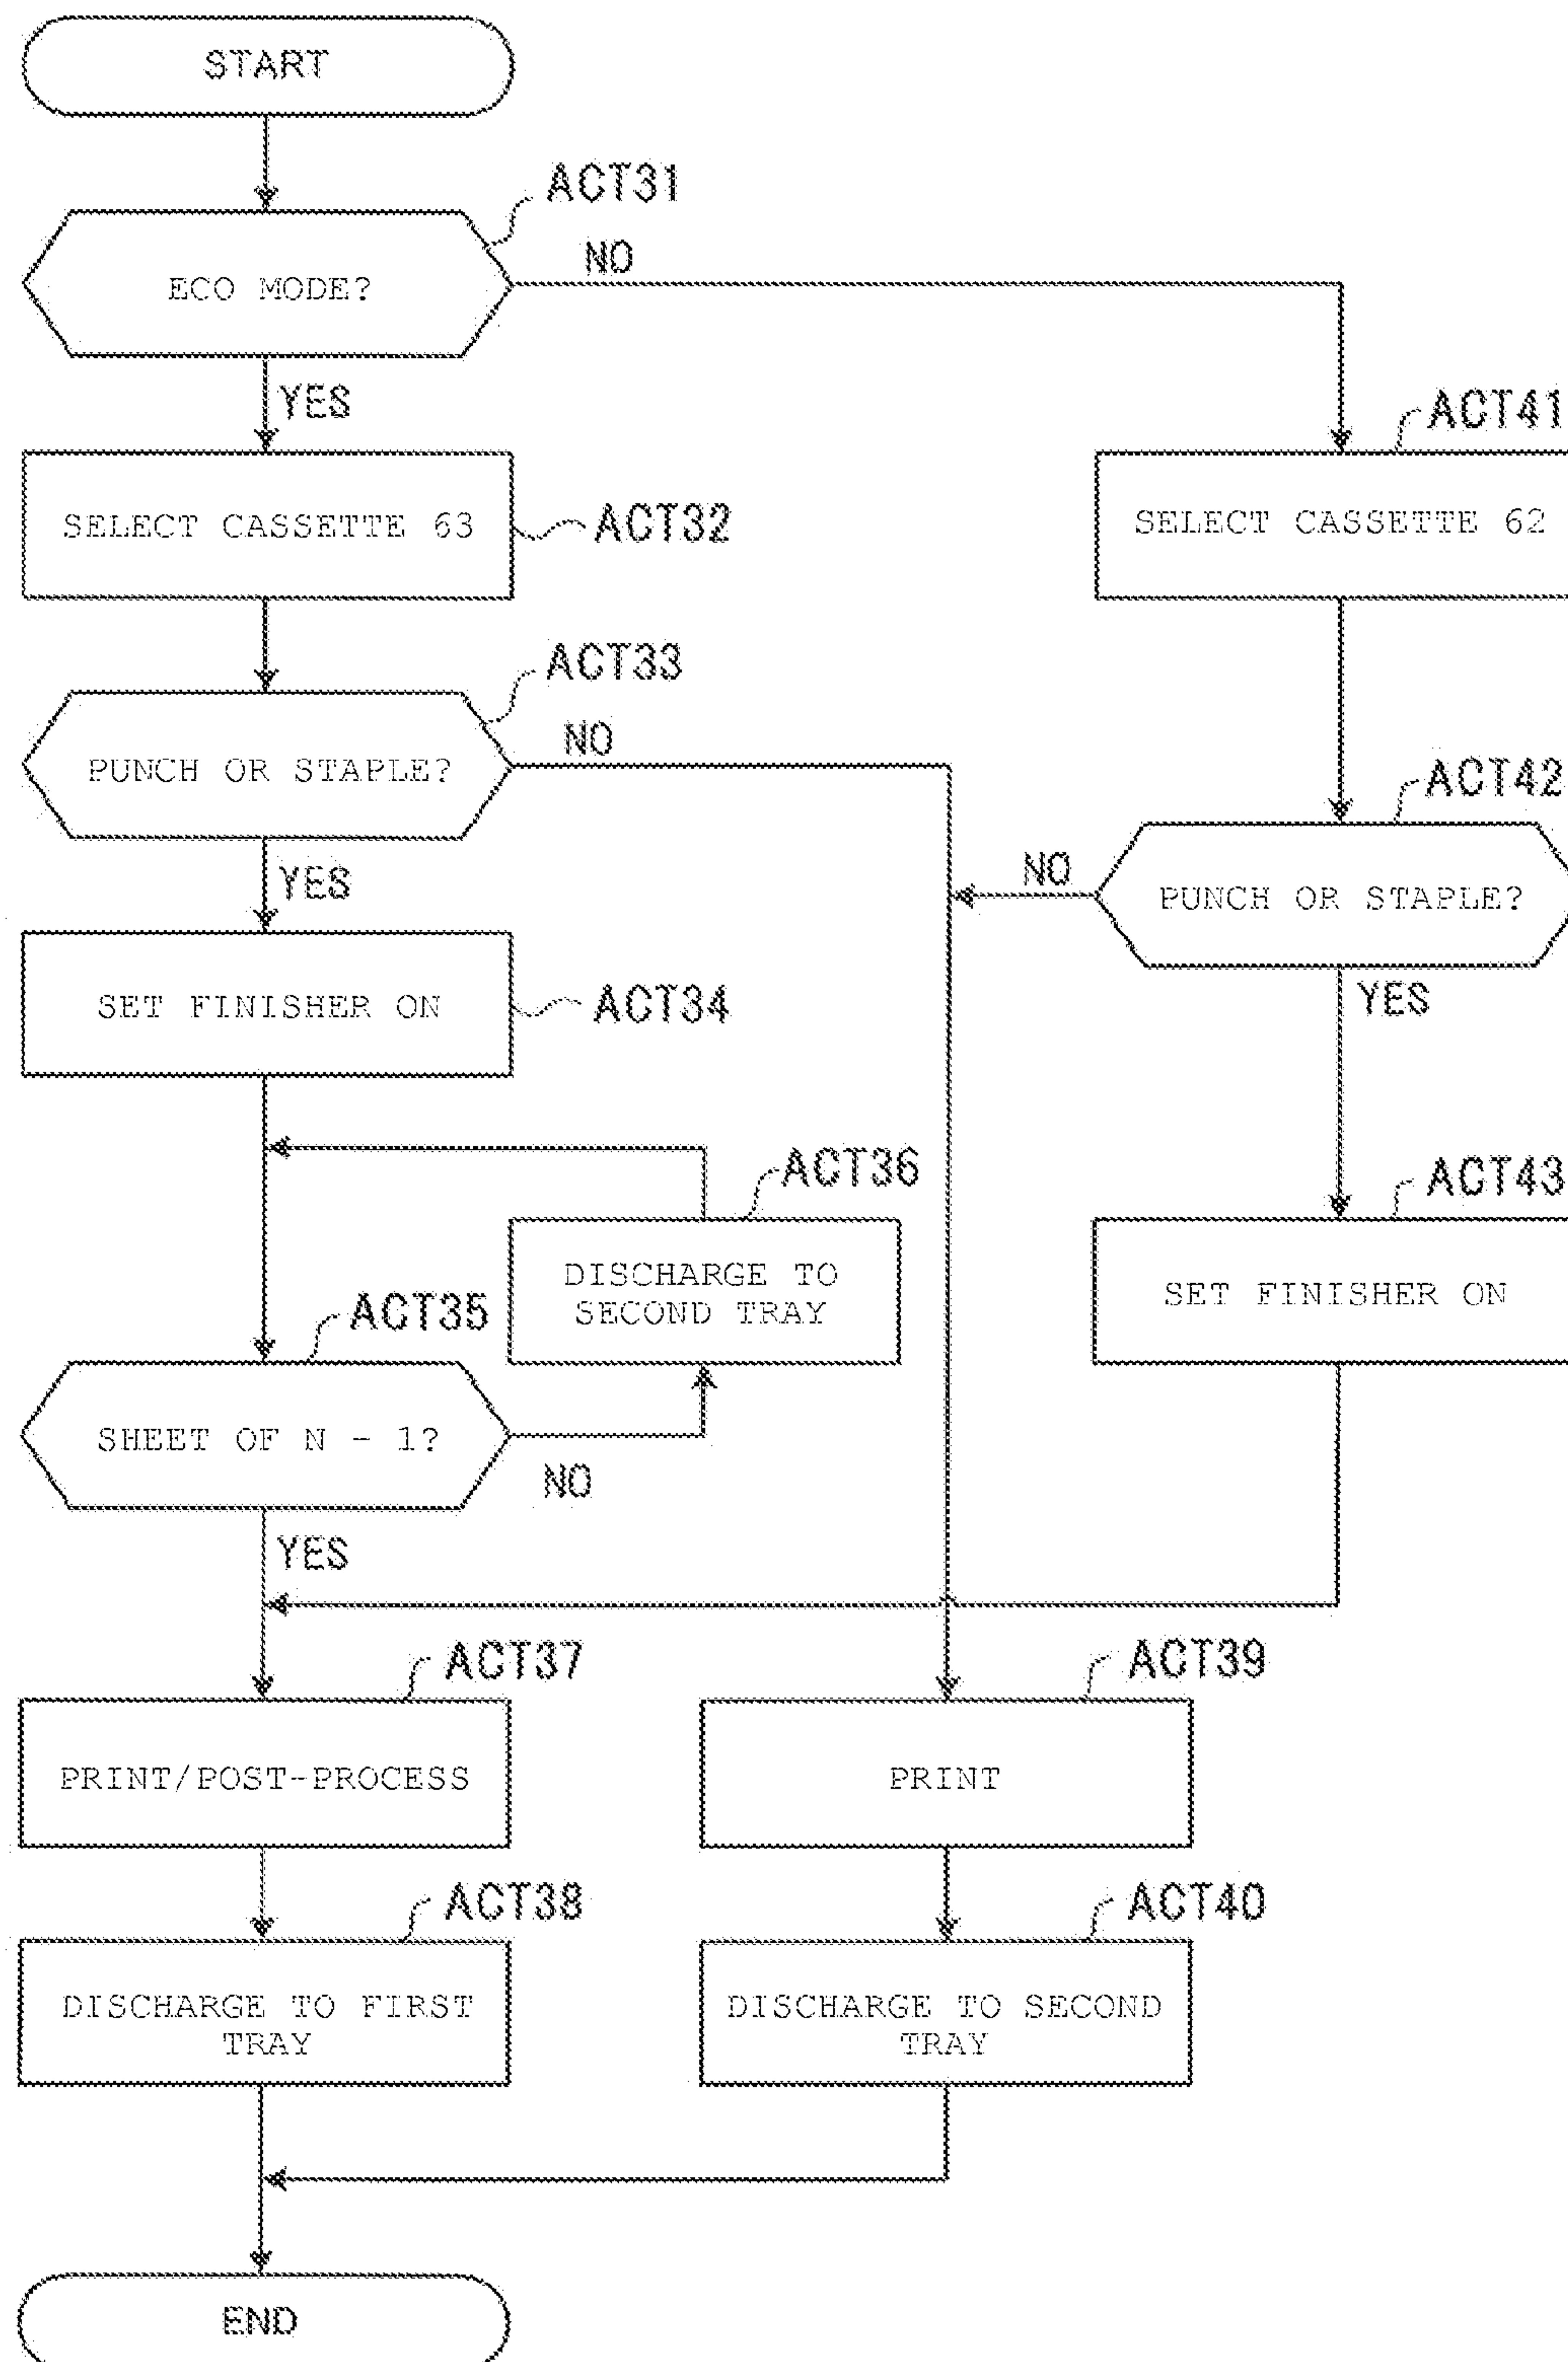 START
ACT31
NO
ECO MODE?
YES
ACT41
SELECT CASSETTE 63
ACT32
SELECT CASSETTE 62
ACT33
NO
PUNCH OR STAPLE?
ACT42
YES
NO
PUNCH OR STAPLE?
SET FINISHER ON
ACT34
YES
ACT36
ACT43
DISCHARGE TO
SECOND TRAY
SET FINISHER ON
ACT35
SHEET OF N - 1?
NO
YES
ACT37
ACT39
PRINT/POST-PROCESS
PRINT
ACT38
ACT40
DISCHARGE TO FIRST
TRAY
DISCHARGE TO SECOND
TRAY
END